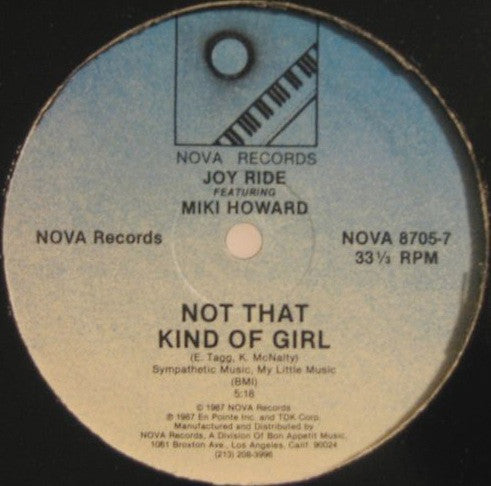 NOVA RECORDS
JOY RIDE
FEATURING
MIKI HOWARD
NOVA Records
NOVA 8705-7
33⅓ RPM
NOT THAT
KIND OF GIRL
(E. Tagg, K. McNalty)
Sympathetic Music, My Little Music
(BMI)
5:18
© 1987 NOVA Records
℗ 1987 En Pointe Inc. and TDK Corp.
Manufactured and Distributed by
NOVA Records, A Division Of Bon Appetit Music,
1081 Broxton Ave., Los Angeles, Calif. 90024
(213) 208-3996